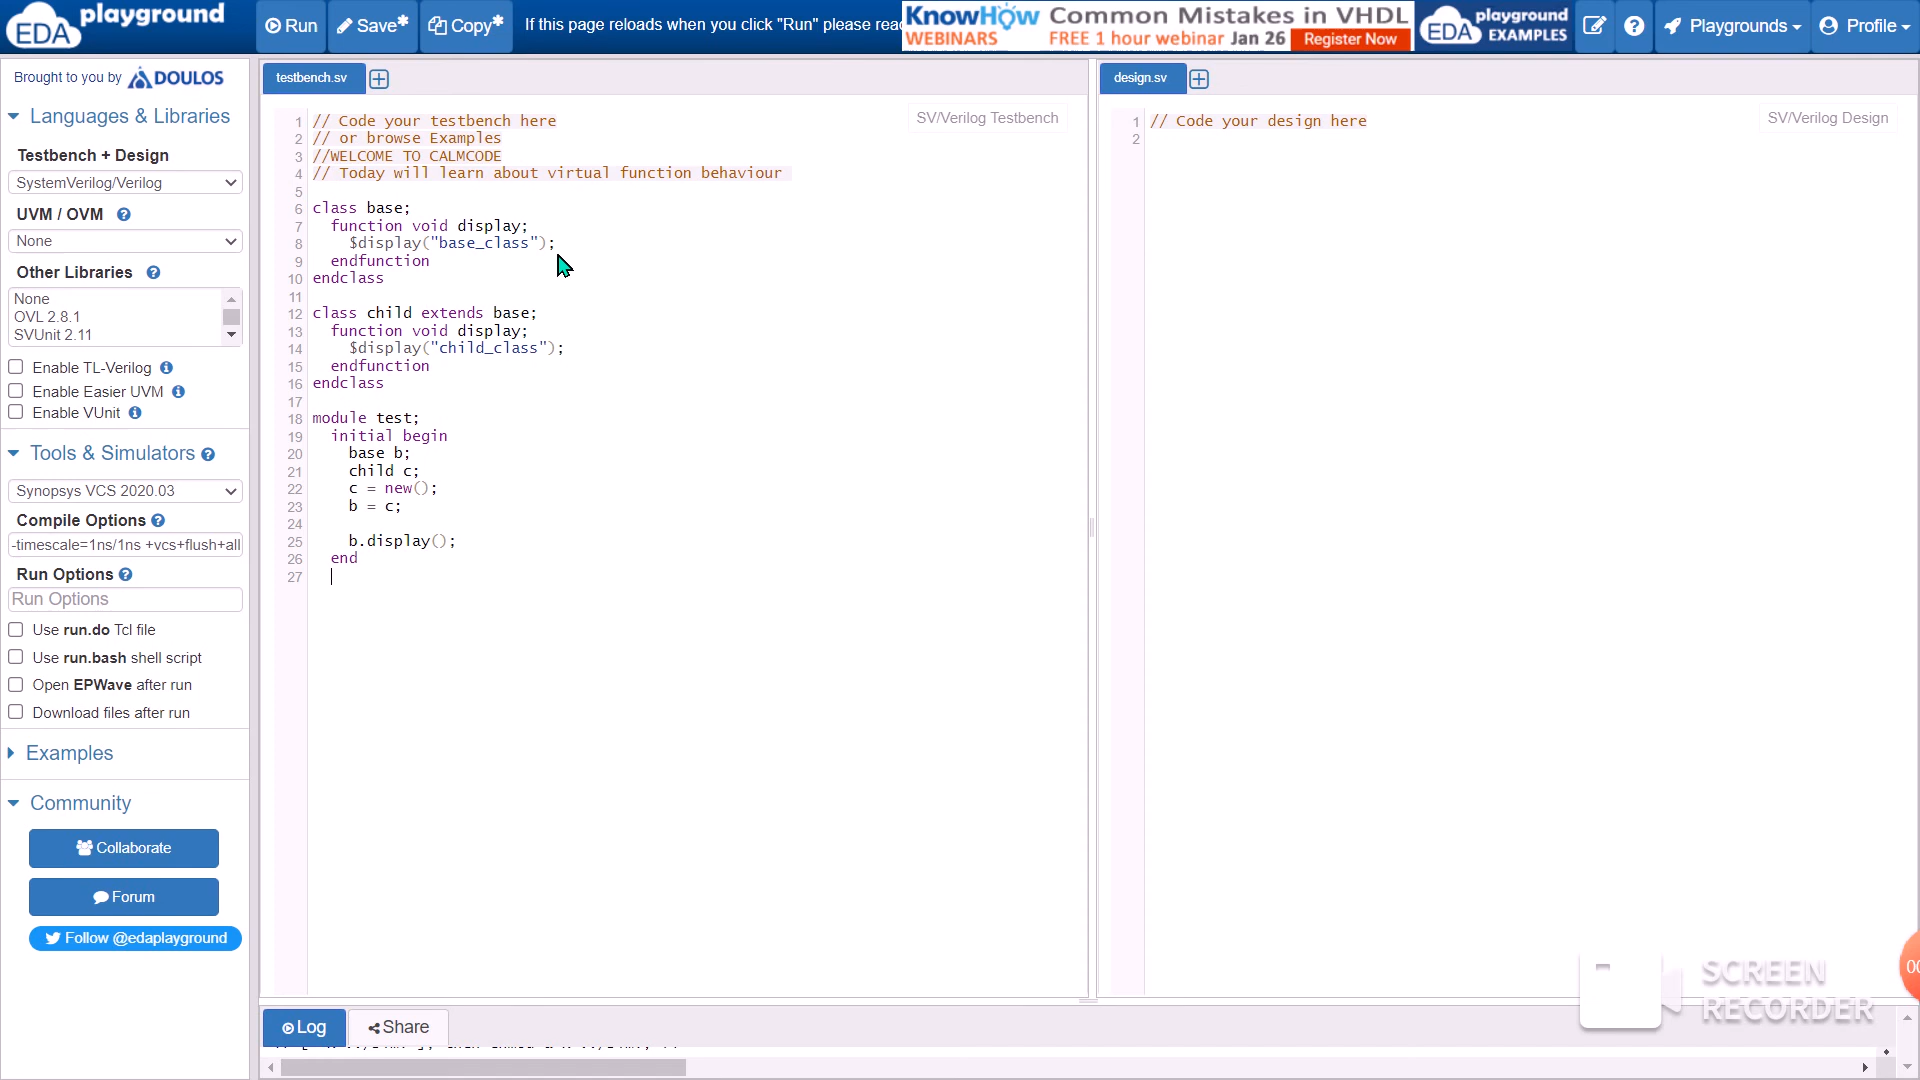 EDA playground
Run
Save*
Copy*
If this page reloads when you click "Run" please read
KnowHow WEBINARS
Common Mistakes in VHDL
FREE 1 hour webinar Jan 26 Register Now
EDA playground EXAMPLES
Playgrounds
Profile
Brought to you by DOULOS
Languages & Libraries
Testbench + Design
SystemVerilog/Verilog
UVM / OVM
None
Other Libraries
None
OVL 2.8.1
SVUnit 2.11
Enable TL-Verilog
Enable Easier UVM
Enable VUnit
Tools & Simulators
Synopsys VCS 2020.03
Compile Options
-timescale=1ns/1ns +vcs+flush+all
Run Options
Run Options
Use run.do Tcl file
Use run.bash shell script
Open EPWave after run
Download files after run
Examples
Community
Collaborate
Forum
Follow @edaplayground
testbench.sv
SV/Verilog Testbench
1 // Code your testbench here
2 // or browse Examples
3 //WELCOME TO CALMCODE
4 // Today will learn about virtual function behaviour
5
6 class base;
7 function void display;
8 $display("base_class");
9 endfunction
10 endclass
11
12 class child extends base;
13 function void display;
14 $display("child_class");
15 endfunction
16 endclass
17
18 module test;
19 initial begin
20 base b;
21 child c;
22 c = new();
23 b = c;
24
25 b.display();
26 end
27
design.sv
SV/Verilog Design
1 // Code your design here
2
Log
Share
SCREEN
RECORDER
00